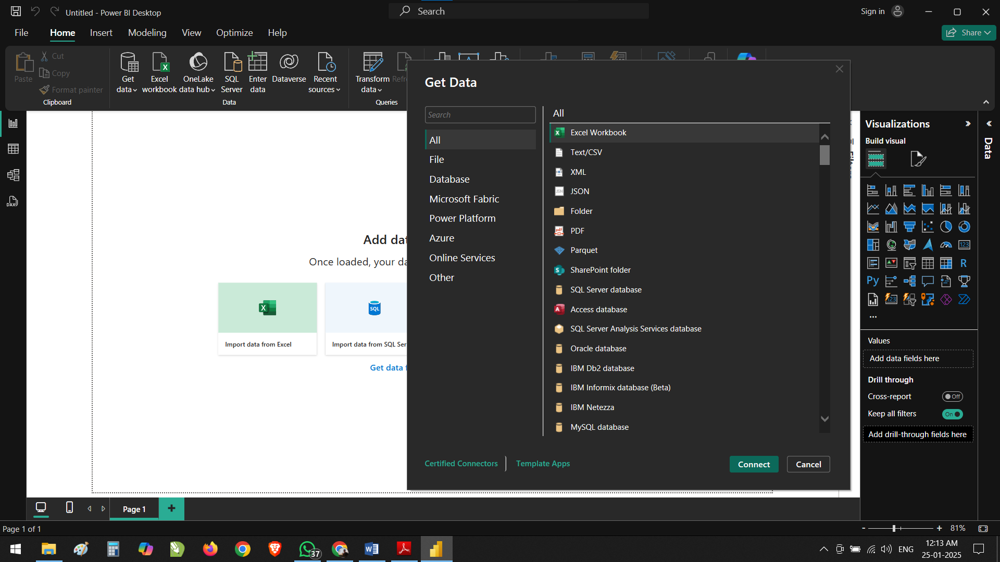 Untitled - Power BI Desktop
Search
Sign in
File
Home
Insert
Modeling
View
Optimize
Help
Share
Paste
Cut
Copy
Format painter
Clipboard
Get
data
Excel
workbook
OneLake
data hub
SQL
Server
Enter
data
Dataverse
Recent
sources
Data
Transform
data
Refr
Queries
Get Data
Search
All
File
Database
Microsoft Fabric
Power Platform
Azure
Online Services
Other
All
Excel Workbook
Text/CSV
XML
JSON
Folder
PDF
Parquet
SharePoint folder
SQL Server database
Access database
SQL Server Analysis Services database
Oracle database
IBM Db2 database
IBM Informix database (Beta)
IBM Netezza
MySQL database
Certified Connectors
Template Apps
Connect
Cancel
DAX
Add dat
Once loaded, your da
SQL
Import data from Excel
Import data from SQL Ser
Get data f
Visualizations
Build visual
Data
123
R
Py
123
Values
Add data fields here
Drill through
Cross-report
Off
Keep all filters
On
Add drill-through fields here
Page 1
Page 1 of 1
- + 81%
37
ENG
12:13 AM
25-01-2025